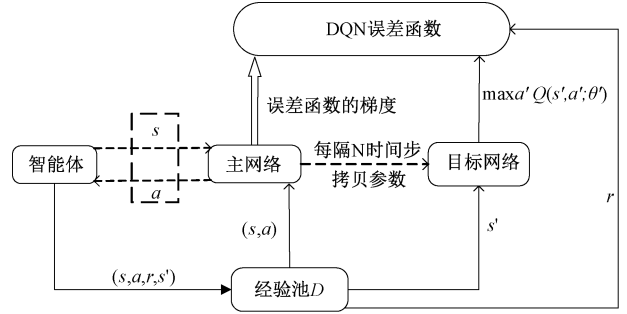 DQN误差函数
误差函数的梯度
maxa′ Q(s′,a′;θ′)
s
智能体
主网络
每隔N时间步
拷贝参数
目标网络
a
(s,a)
s'
r
(s,a,r,s')
经验池D